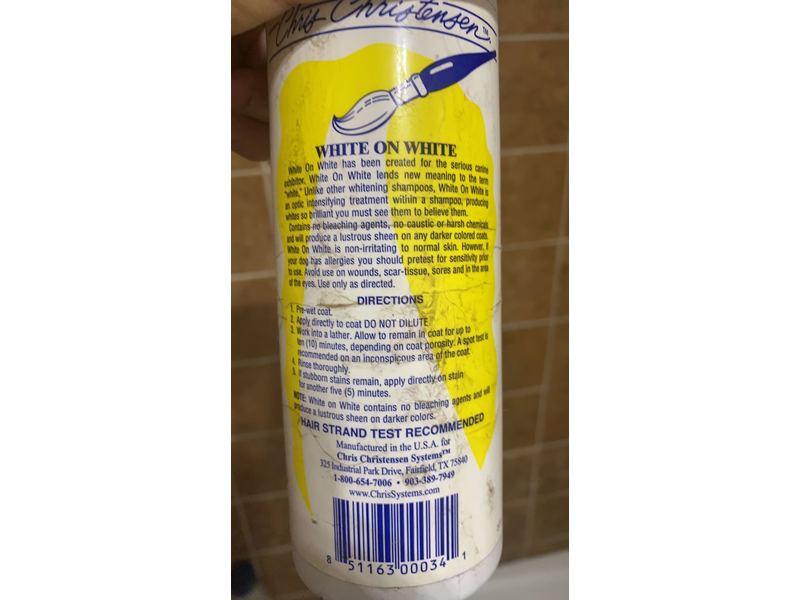 Chris Christensen™
WHITE ON WHITE
White On White has been created for the serious canine
exhibitor. White On White lends new meaning to the term
"white." Unlike other whitening shampoos, White On White is
an optic intensifying treatment within a shampoo, producing
whites so brilliant you must see them to believe them.
Contains no bleaching agents, no caustic or harsh chemicals
and will produce a lustrous sheen on any darker colored coats.
White On White is non-irritating to normal skin. However, if
your dog has allergies you should pretest for sensitivity prior
to use. Avoid use on wounds, scar-tissue, sores and in the area
of the eyes. Use only as directed.
DIRECTIONS
1. Pre-wet coat.
2. Apply directly to coat DO NOT DILUTE
3. Work into a lather. Allow to remain in coat for up to
ten (10) minutes, depending on coat porosity. A spot test is
recommended on an inconspicious area of the coat.
4. Rinse thoroughly.
5. If stubborn stains remain, apply directly on stain
for another five (5) minutes.
NOTE: White on White contains no bleaching agents and will
produce a lustrous sheen on darker colors.
HAIR STRAND TEST RECOMMENDED
Manufactured in the U.S.A. for
Chris Christensen Systems™
325 Industrial Park Drive, Fairfield, TX 75840
1-800-654-7006 • 903-389-7949
www.ChrisSystems.com
8 51163 00034 1